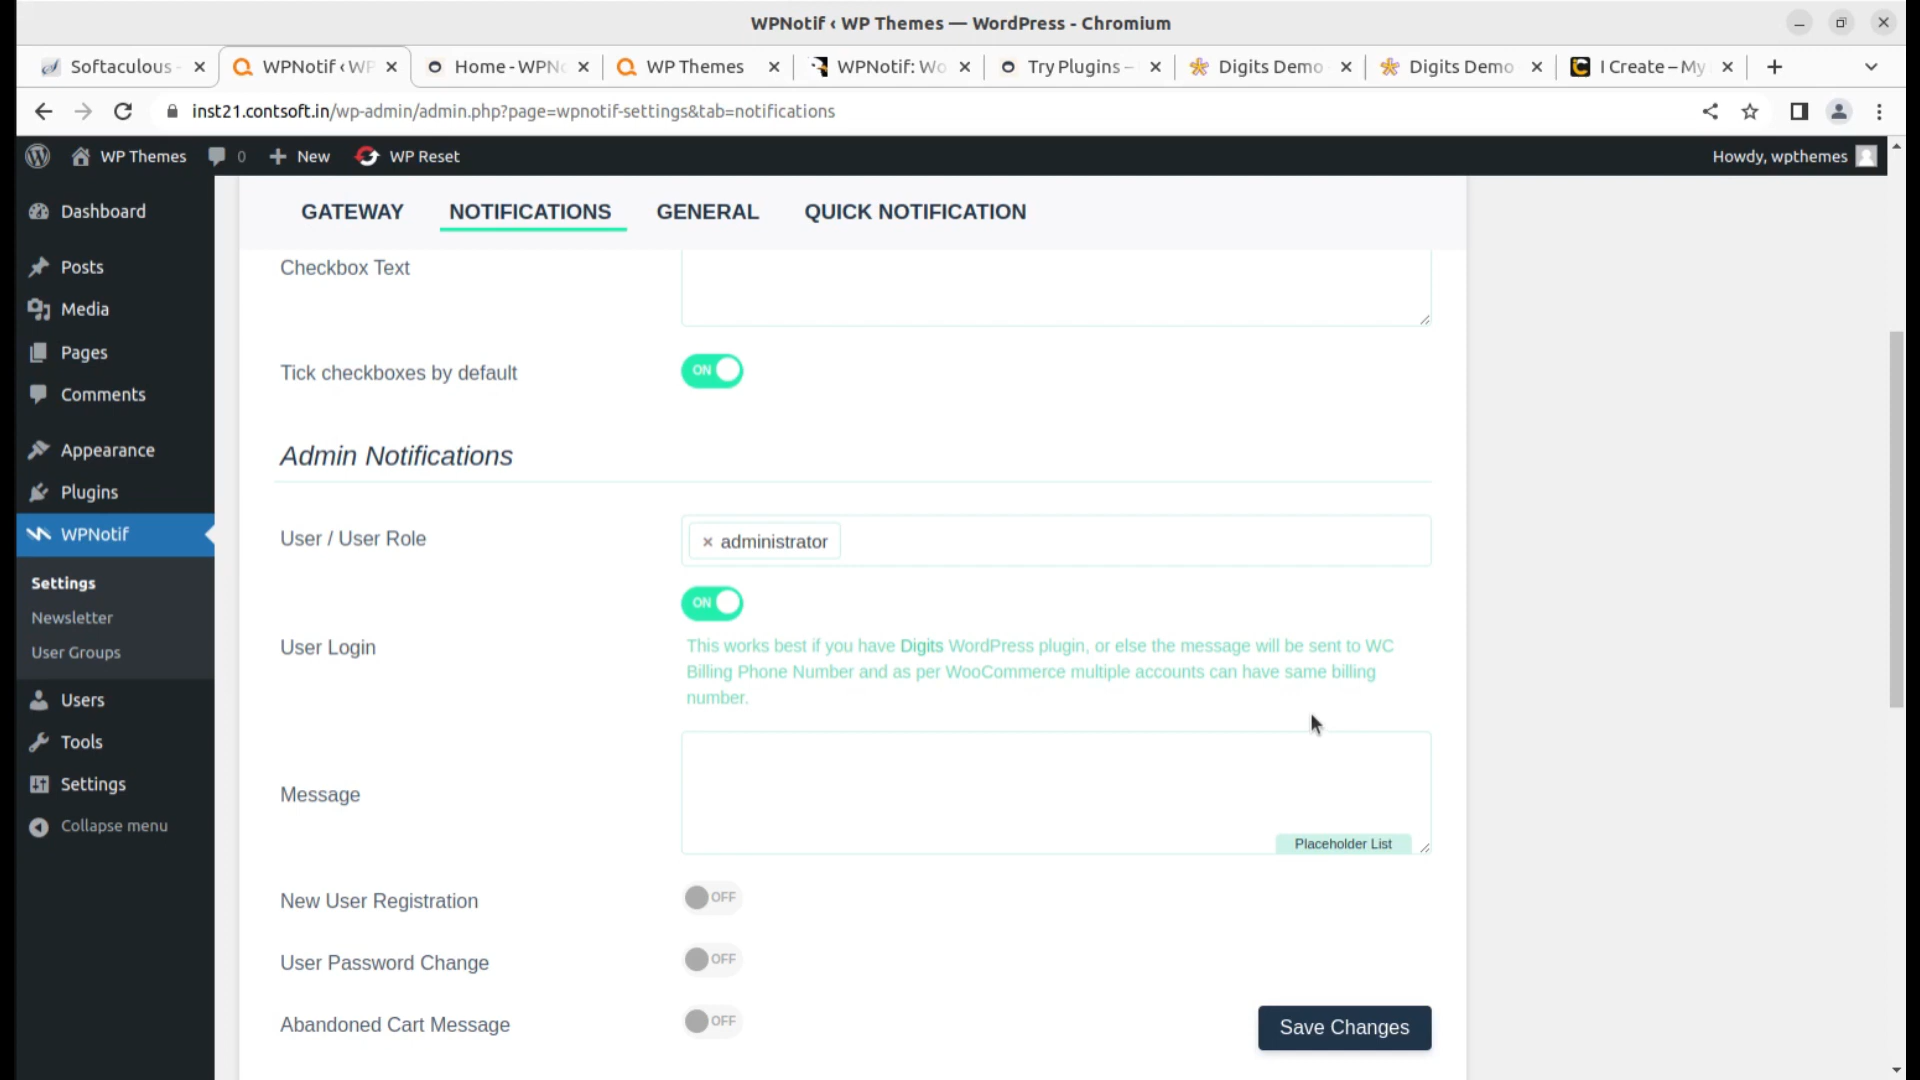 WPNotif ‹ WP Themes — WordPress - Chromium
Softaculous -
WPNotif ‹ WP
Home - WPNo
WP Themes
WPNotif: Wo
Try Plugins –
Digits Demo
Digits Demo
I Create – My
inst21.contsoft.in/wp-admin/admin.php?page=wpnotif-settings&tab=notifications
WP Themes
0
New
WP Reset
Howdy, wpthemes
Dashboard
Posts
Media
Pages
Comments
Appearance
Plugins
WPNotif
Settings
Newsletter
User Groups
Users
Tools
Settings
Collapse menu
GATEWAY
NOTIFICATIONS
GENERAL
QUICK NOTIFICATION
Checkbox Text
Tick checkboxes by default
ON
Admin Notifications
User / User Role
× administrator
ON
User Login
This works best if you have Digits WordPress plugin, or else the message will be sent to WC
Billing Phone Number and as per WooCommerce multiple accounts can have same billing
number.
Message
Placeholder List
New User Registration
OFF
User Password Change
OFF
Abandoned Cart Message
OFF
Save Changes